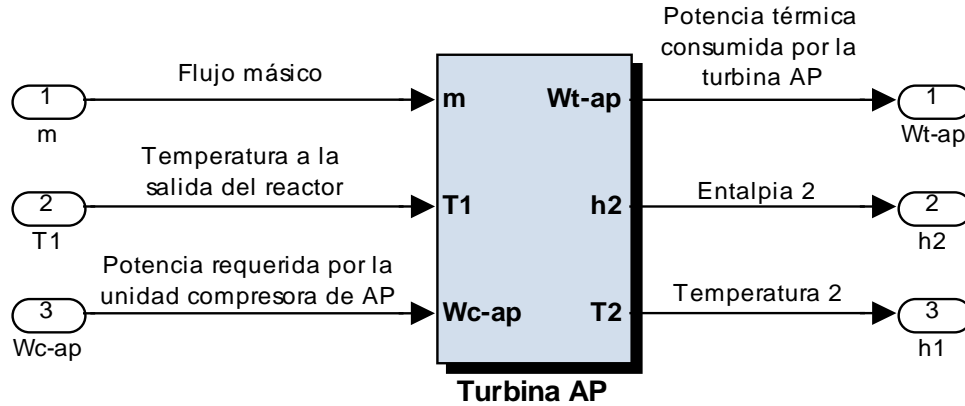 Potencia térmica
consumida por la
turbina AP
Flujo másico
1
m
m
Wt-ap
1
Wt-ap
Temperatura a la
salida del reactor
2
T1
T1
h2
Entalpia 2
2
h2
Potencia requerida por la
unidad compresora de AP
3
Wc-ap
Wc-ap
T2
Temperatura 2
3
h1
Turbina AP